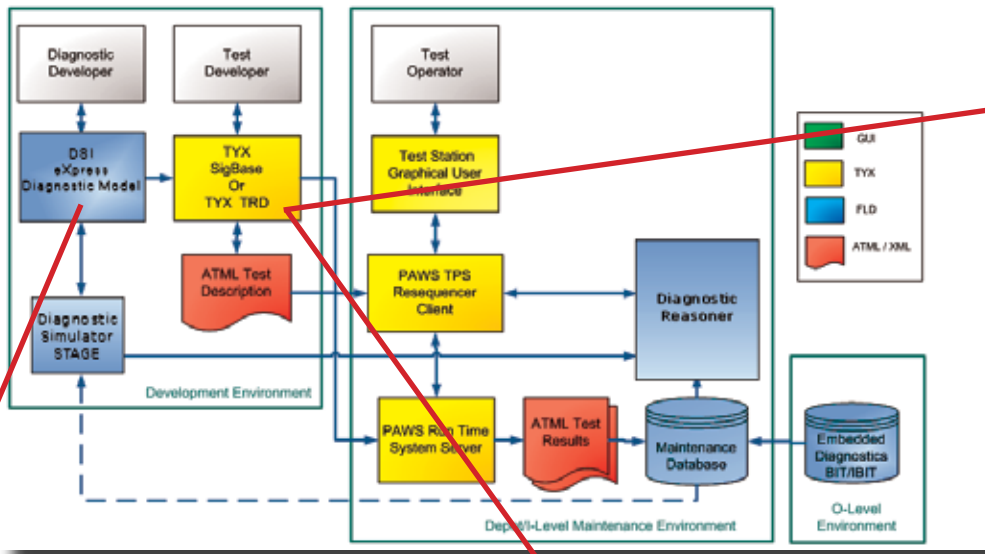 Diagnostic
Developer
Test
Developer
Test
Operator
DSI
eXpress
Diagnostic Model
TYX
SigBase
Or
TYX TRD
Test Station
Graphical User
Interface
GUI
TYX
FLD
ATML / XML
ATML Test
Description
PAWS TPS
Resequencer
Client
Diagnostic
Reasoner
Diagnostic
Simulator
STAGE
Development Environment
PAWS Run Time
System Server
ATML Test
Results
Maintenance
Database
Embedded
Diagnostics
BIT/IBIT
O-Level
Environment
Depot/I-Level Maintenance Environment